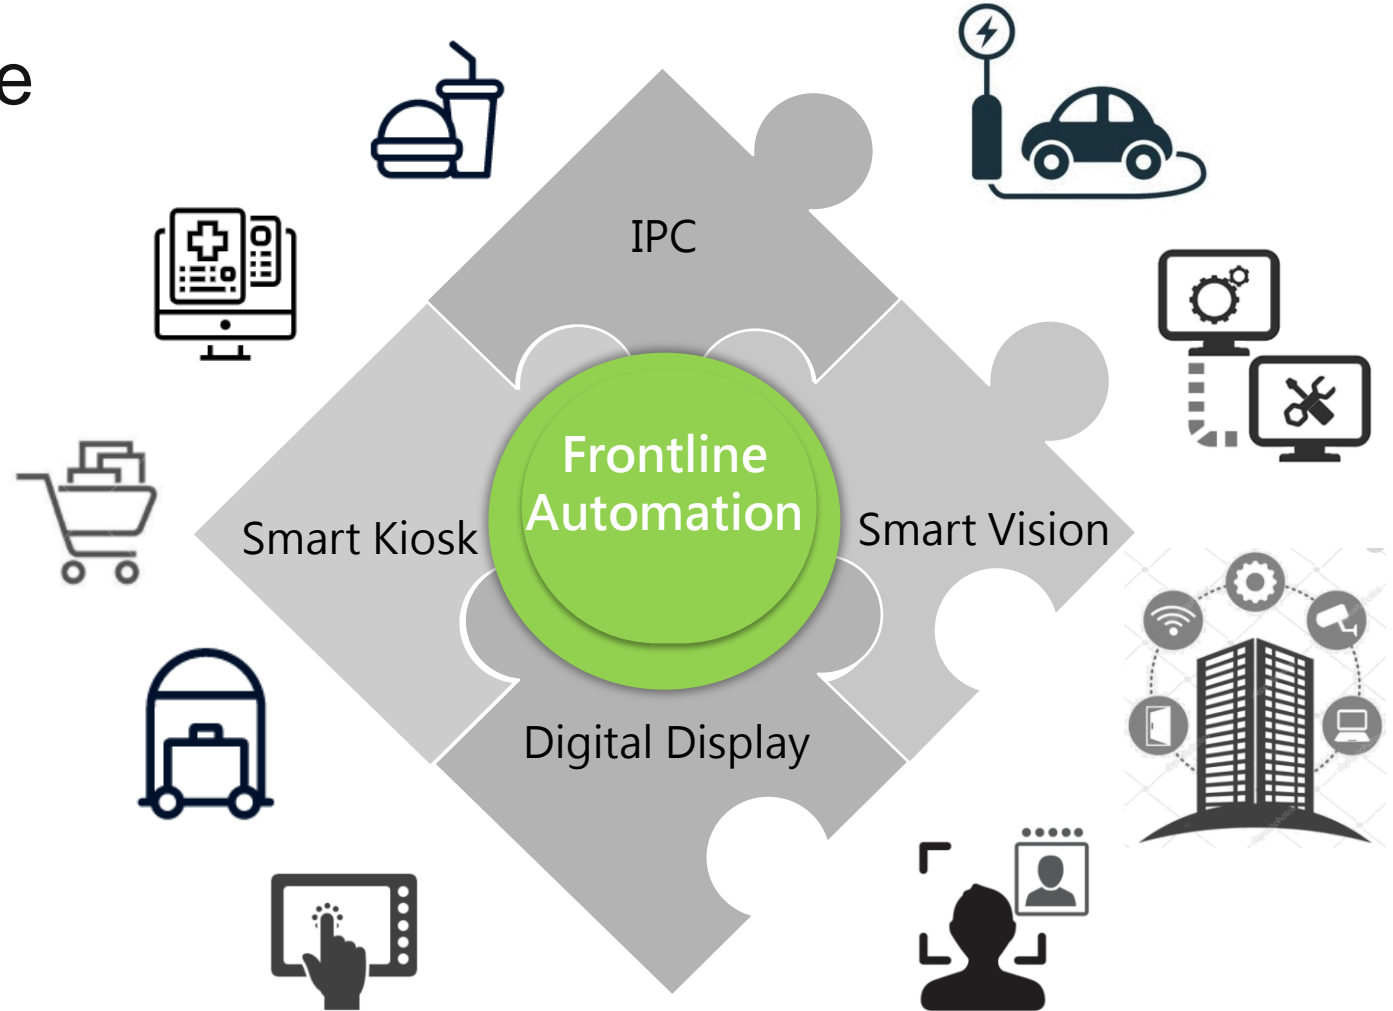 e
IPC
Frontline
Automation
Smart Kiosk
Smart Vision
Digital Display